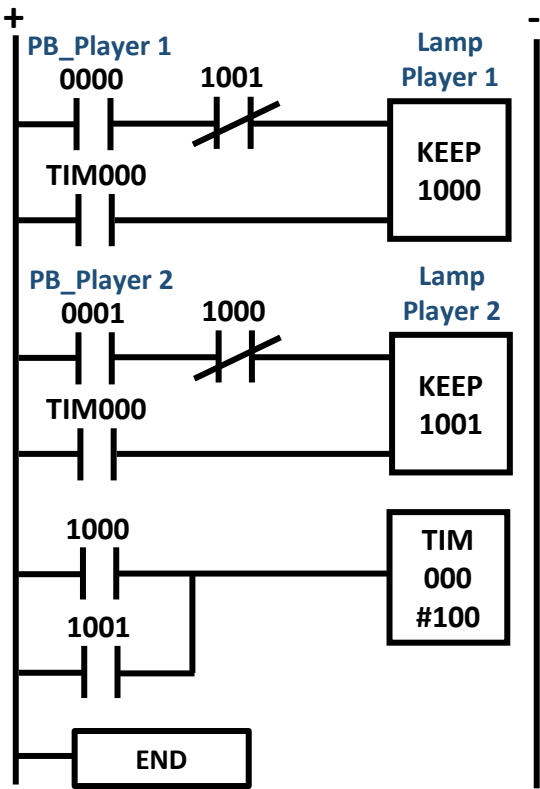 + -
PB_Player 1
Lamp
Player 1
0000 1001
KEEP
1000
TIM000
PB_Player 2
Lamp
Player 2
0001 1000
KEEP
1001
TIM000
1000
TIM
000
#100
1001
END